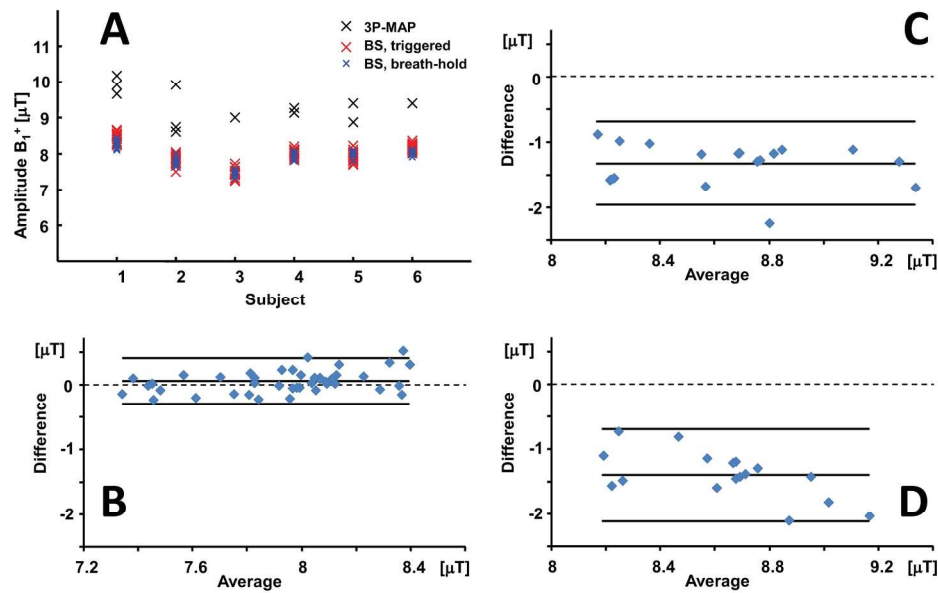 A
11
10
9
8
7
6
Amplitude B₁⁺ [µT]
3P-MAP
BS, triggered
BS, breath-hold
1 2 3 4 5 6
Subject
C
[µT]
0
-1
-2
Difference
8 8.4 8.8 9.2 [µT]
Average
[µT]
0
-1
-2
Difference
B
7.2 7.6 8 8.4 [µT]
Average
[µT]
0
-1
-2
Difference
D
8 8.4 8.8 9.2 [µT]
Average